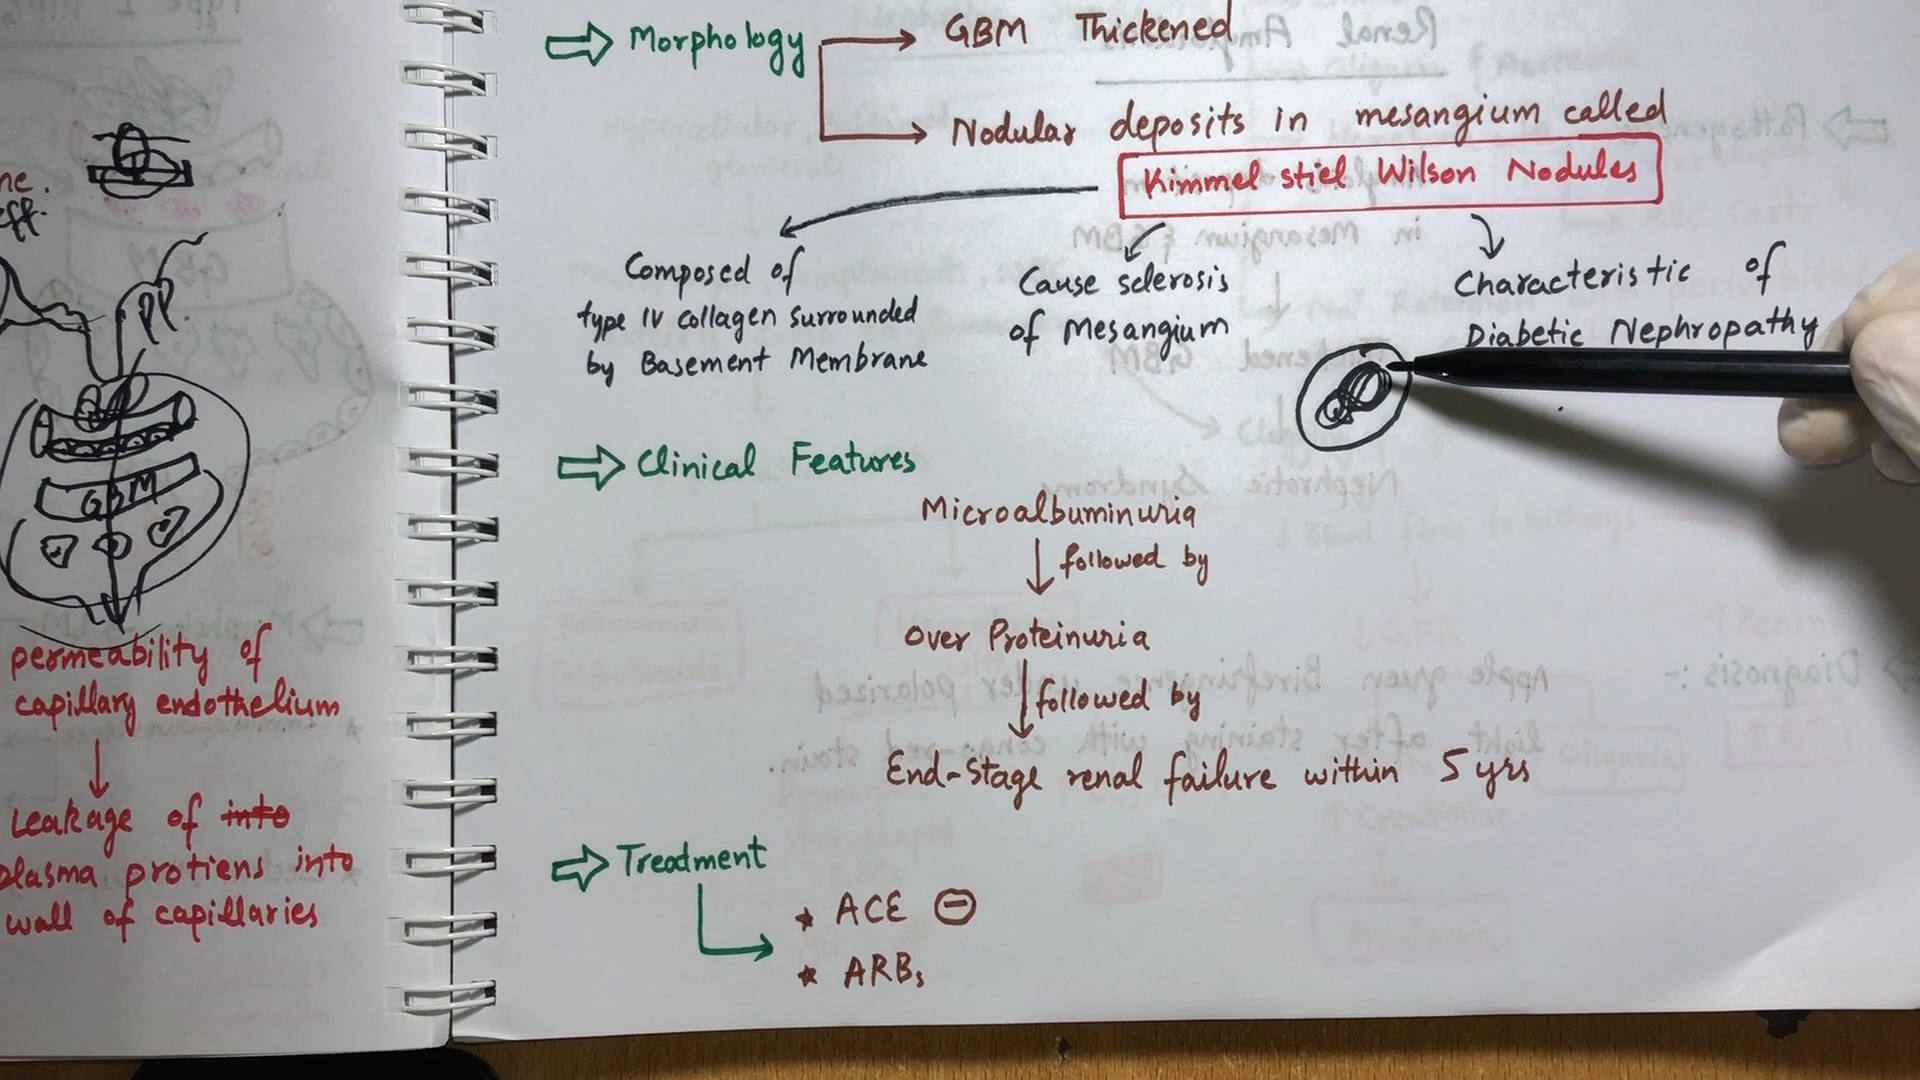 ne.
eff.
PP.
GBM
permeability of
capillary endothelium
Leakage of into
plasma protiens into
wall of capillaries
Morphology
GBM Thickened
Nodular deposits in mesangium called
Kimmel stiel Wilson Nodules
Composed of
type IV collagen surrounded
by Basement Membrane
Cause sclerosis
of Mesangium
Characteristic of
Diabetic Nephropathy
Clinical Features
Microalbuminuria
followed by
Over Proteinuria
followed by
End-Stage renal failure within 5 yrs
Treatment
* ACE ⊖
* ARBs